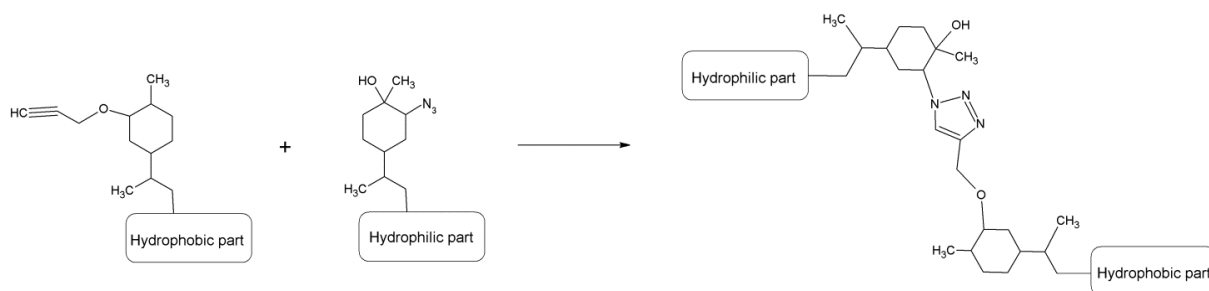 CH₃
HC
O
H₃C
Hydrophobic part
+
HO
CH₃
N₃
H₃C
Hydrophilic part
CH₃
OH
CH₃
Hydrophilic part
N
N
N
O
CH₃
H₃C
Hydrophobic part